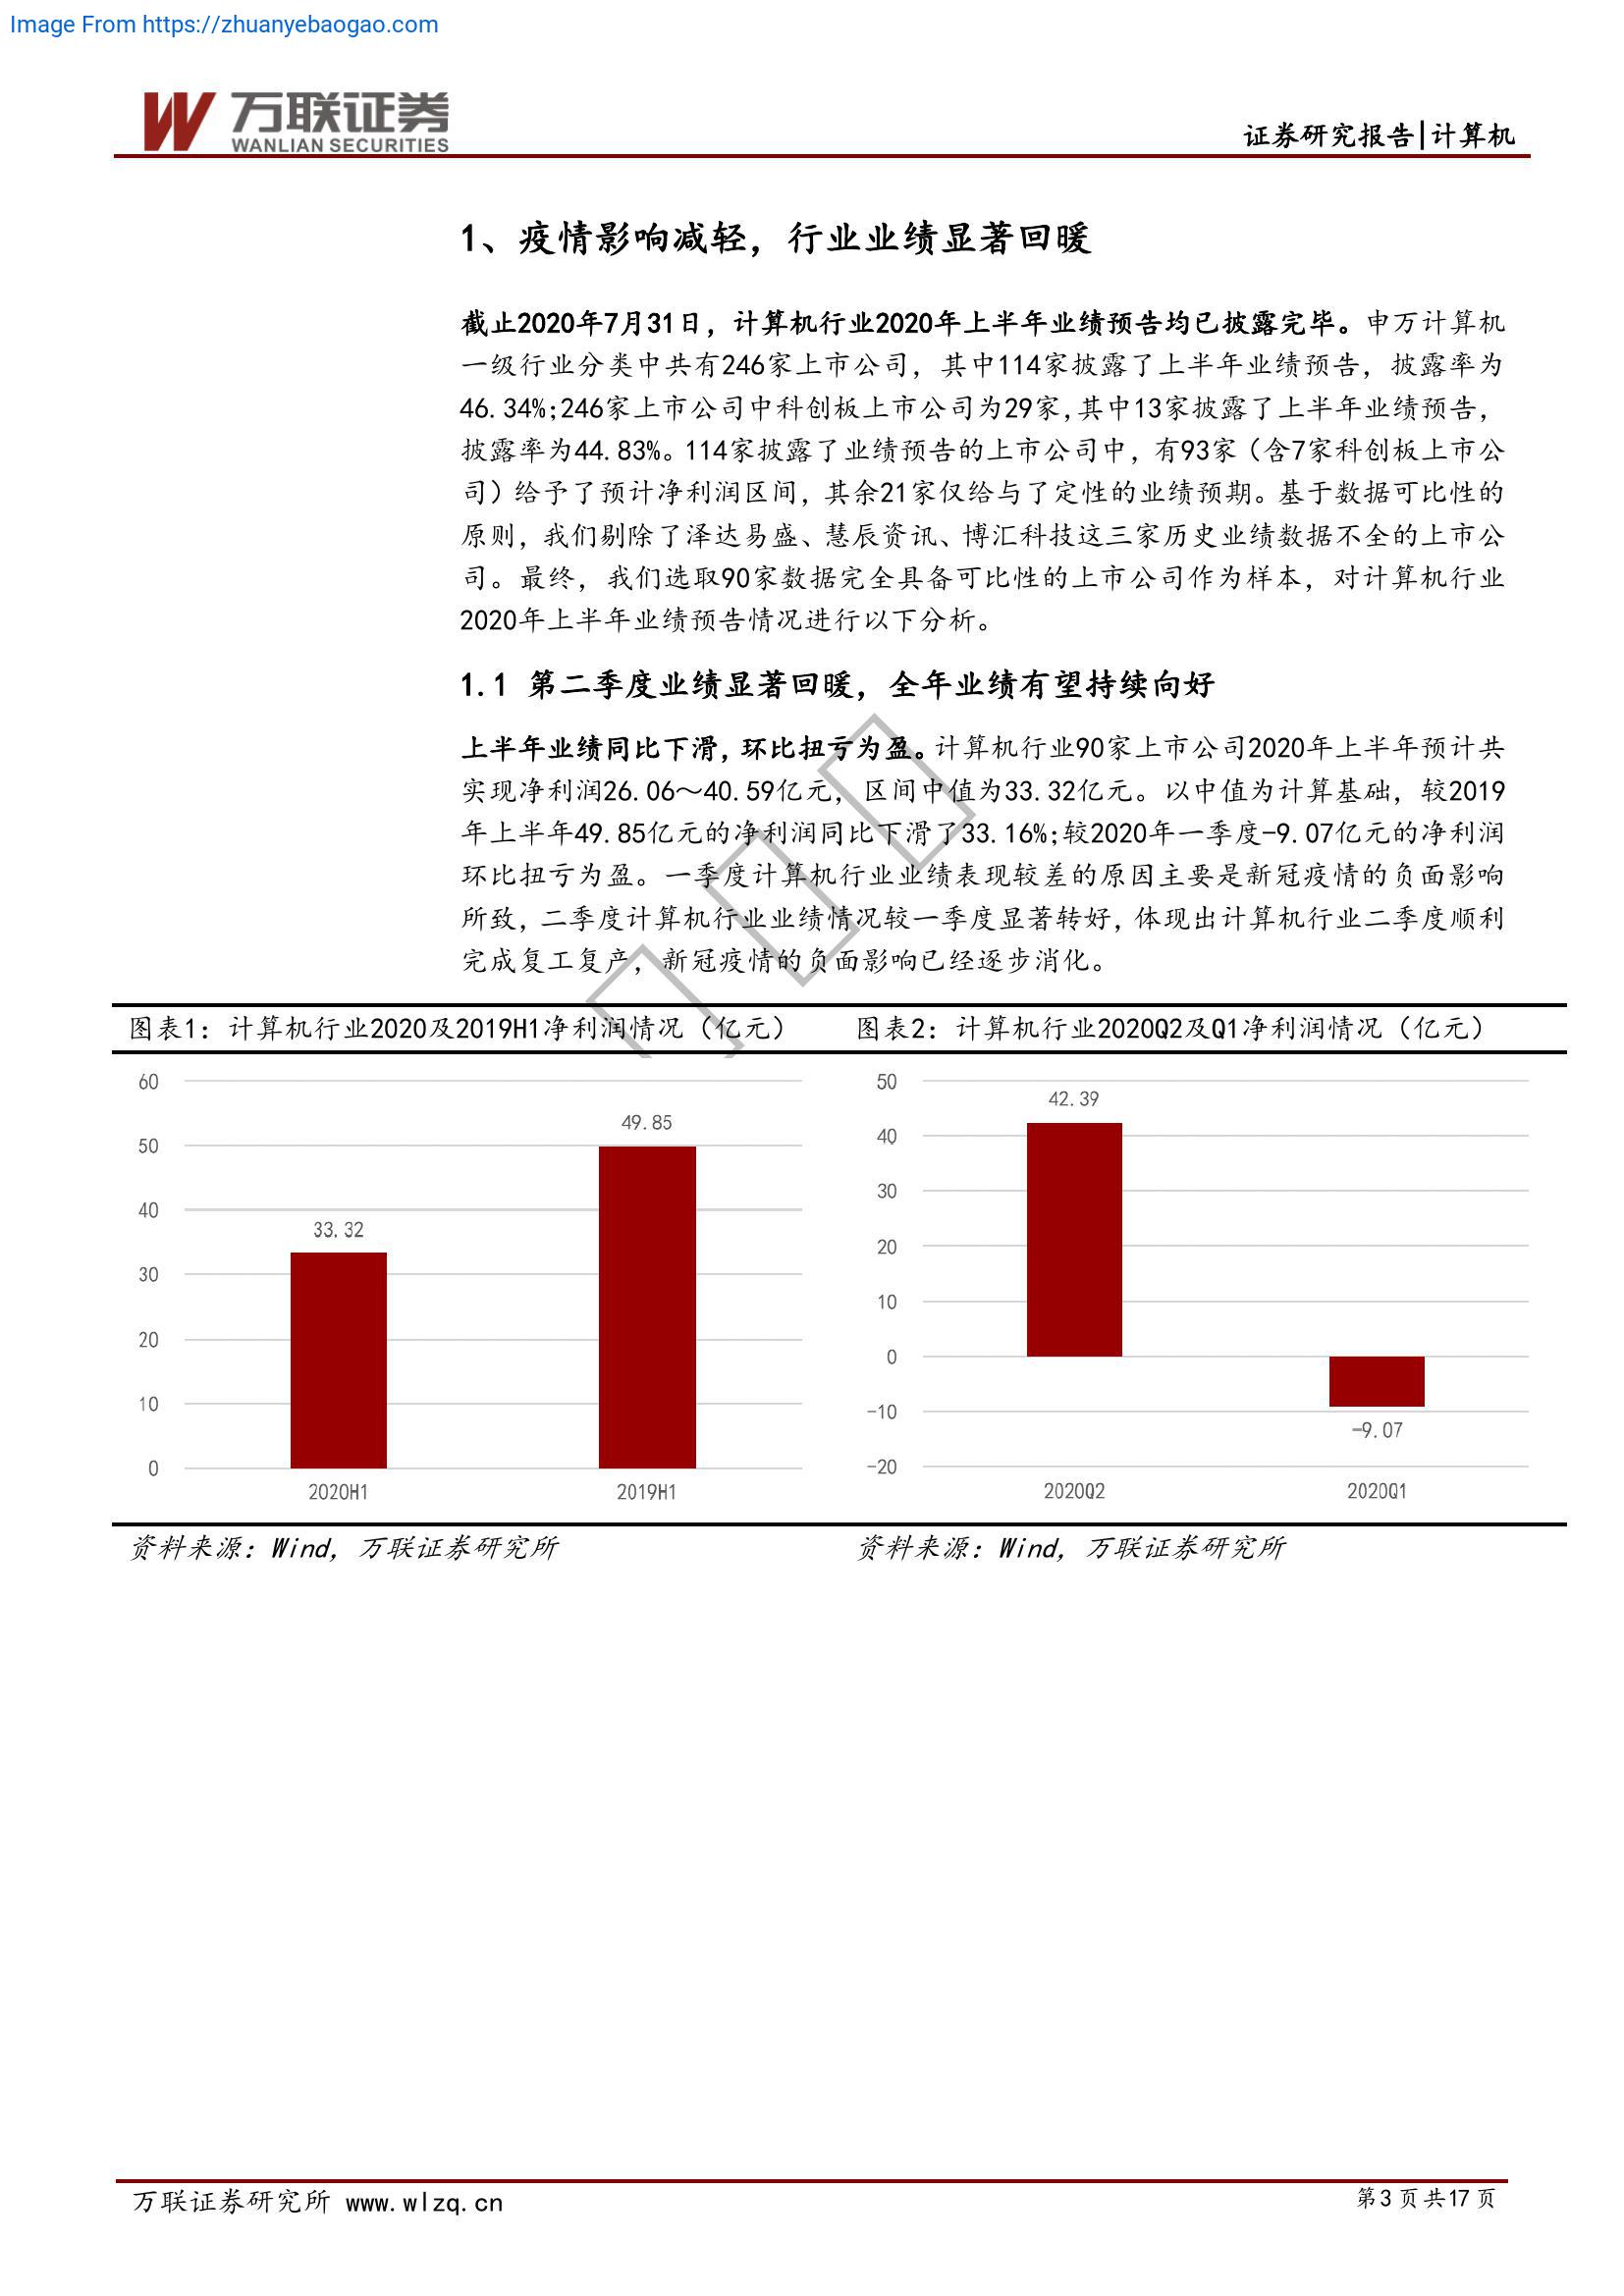 Image From https://zhuanyebaogao.com
万联证券
WANLIAN SECURITIES
证券研究报告|计算机
1、疫情影响减轻，行业业绩显著回暖
截止2020年7月31日，计算机行业2020年上半年业绩预告均已披露完毕。申万计算机
一级行业分类中共有246家上市公司，其中114家披露了上半年业绩预告，披露率为
46.34%;246家上市公司中科创板上市公司为29家,其中13家披露了上半年业绩预告，
披露率为44.83%。114家披露了业绩预告的上市公司中，有93家（含7家科创板上市公
司）给予了预计净利润区间，其余21家仅给与了定性的业绩预期。基于数据可比性的
原则，我们剔除了泽达易盛、慧辰资讯、博汇科技这三家历史业绩数据不全的上市公
司。最终，我们选取90家数据完全具备可比性的上市公司作为样本，对计算机行业
2020年上半年业绩预告情况进行以下分析。
1.1 第二季度业绩显著回暖，全年业绩有望持续向好
上半年业绩同比下滑，环比扭亏为盈。计算机行业90家上市公司2020年上半年预计共
实现净利润26.06～40.59亿元，区间中值为33.32亿元。以中值为计算基础，较2019
年上半年49.85亿元的净利润同比下滑了33.16%;较2020年一季度-9.07亿元的净利润
环比扭亏为盈。一季度计算机行业业绩表现较差的原因主要是新冠疫情的负面影响
所致，二季度计算机行业业绩情况较一季度显著转好，体现出计算机行业二季度顺利
完成复工复产，新冠疫情的负面影响已经逐步消化。
图表1：计算机行业2020及2019H1净利润情况（亿元）
60
50
40
30
20
10
0
33.32
49.85
2020H1
2019H1
资料来源：Wind，万联证券研究所
图表2：计算机行业2020Q2及Q1净利润情况（亿元）
50
40
30
20
10
0
-10
-20
42.39
-9.07
2020Q2
2020Q1
资料来源：Wind，万联证券研究所
万联证券研究所 www.wlzq.cn
第3页共17页